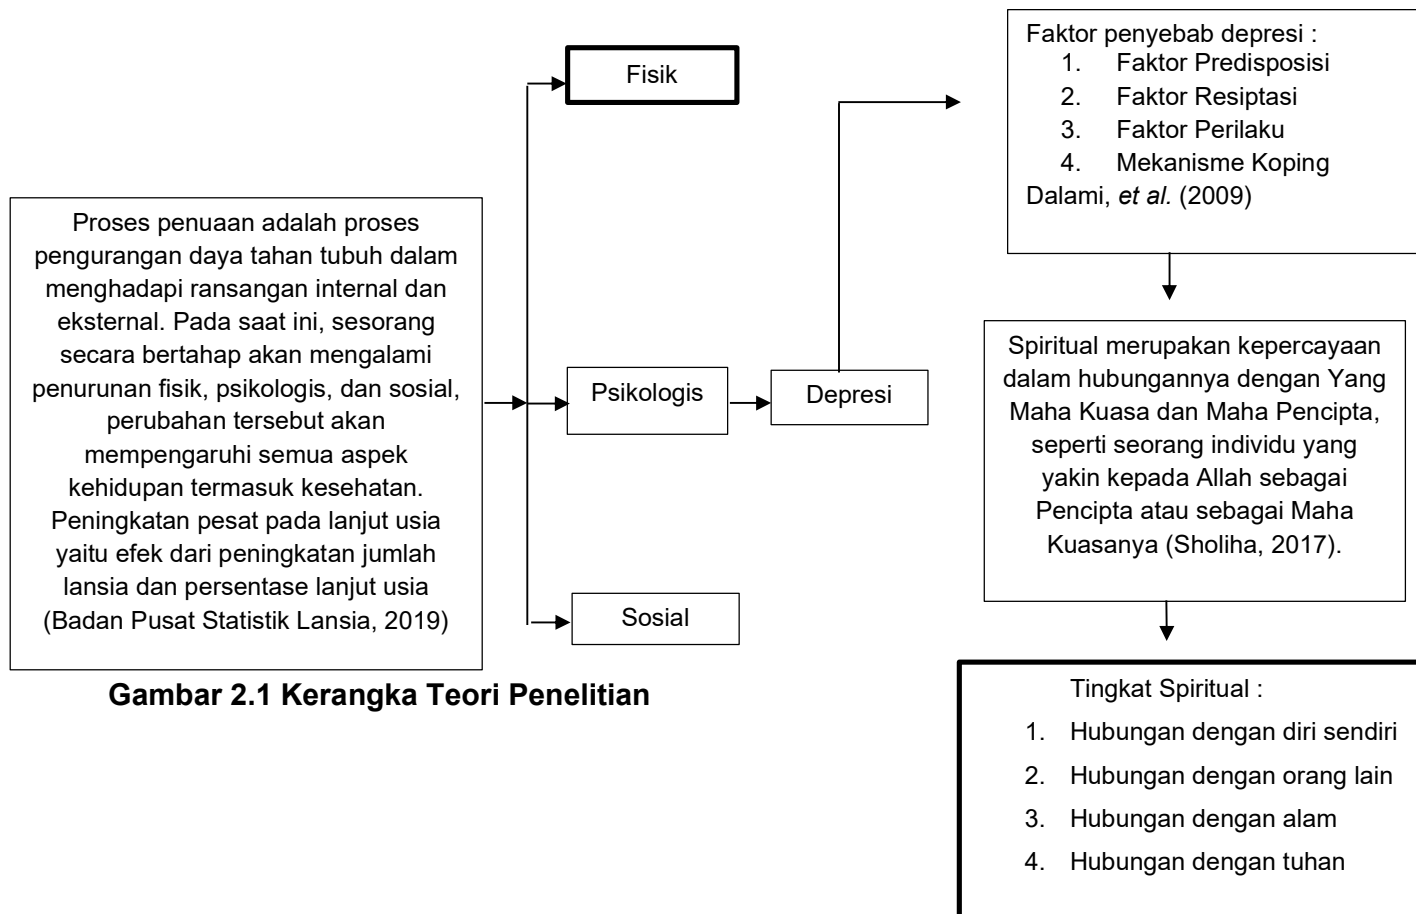 Proses penuaan adalah proses
pengurangan daya tahan tubuh dalam
menghadapi ransangan internal dan
eksternal. Pada saat ini, sesorang
secara bertahap akan mengalami
penurunan fisik, psikologis, dan sosial,
perubahan tersebut akan
mempengaruhi semua aspek
kehidupan termasuk kesehatan.
Peningkatan pesat pada lanjut usia
yaitu efek dari peningkatan jumlah
lansia dan persentase lanjut usia
(Badan Pusat Statistik Lansia, 2019)
Fisik
Psikologis
Sosial
Depresi
Faktor penyebab depresi :
1. Faktor Predisposisi
2. Faktor Resiptasi
3. Faktor Perilaku
4. Mekanisme Koping
Dalami, et al. (2009)
Spiritual merupakan kepercayaan
dalam hubungannya dengan Yang
Maha Kuasa dan Maha Pencipta,
seperti seorang individu yang
yakin kepada Allah sebagai
Pencipta atau sebagai Maha
Kuasanya (Sholiha, 2017).
Tingkat Spiritual :
1. Hubungan dengan diri sendiri
2. Hubungan dengan orang lain
3. Hubungan dengan alam
4. Hubungan dengan tuhan
Gambar 2.1 Kerangka Teori Penelitian